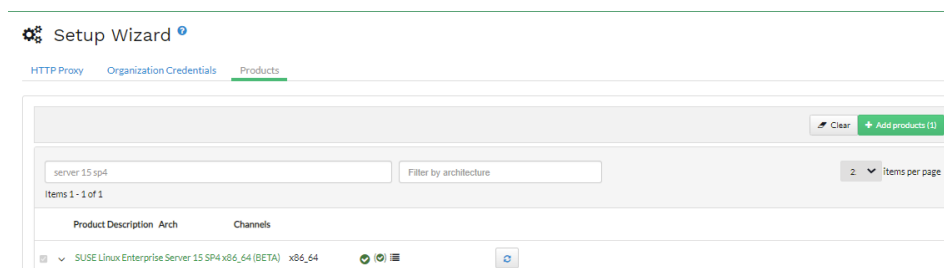 Setup Wizard ?
HTTP Proxy Organization Credentials Products
Clear + Add products (1)
server 15 sp4 Filter by architecture 2 items per page
Items 1 - 1 of 1
Product Description Arch Channels
SUSE Linux Enterprise Server 15 SP4 x86_64 (BETA) x86_64